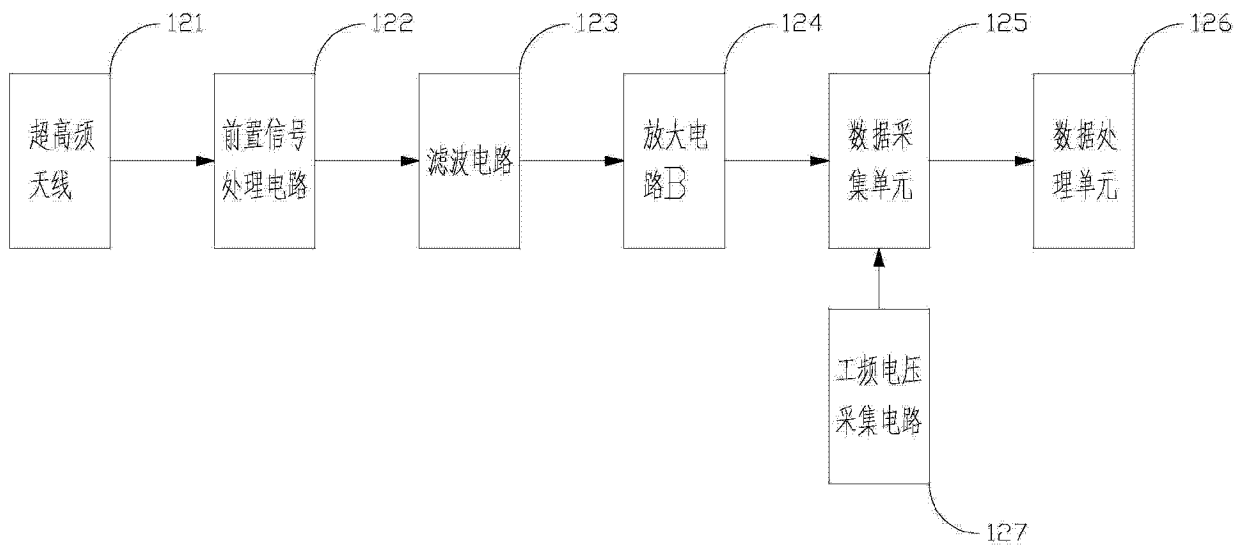 121
122
123
124
125
126
超高频
天线
前置信号
处理电路
滤波电路
放大电
路B
数据采
集单元
数据处
理单元
工频电压
采集电路
127